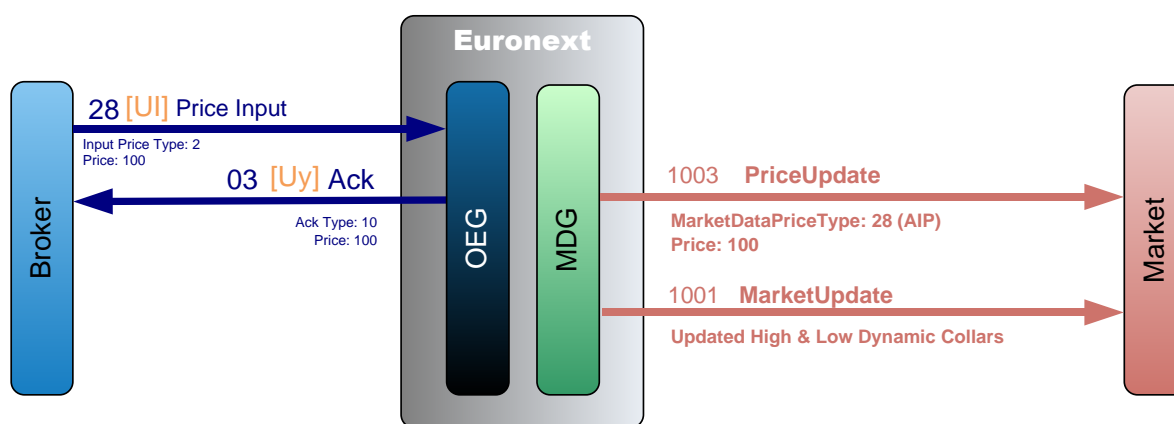 Euronext
Broker
28 [UI] Price Input
Input Price Type: 2
Price: 100
03 [Uy] Ack
Ack Type: 10
Price: 100
OEG
MDG
1003 PriceUpdate
MarketDataPriceType: 28 (AIP)
Price: 100
1001 MarketUpdate
Updated High & Low Dynamic Collars
Market